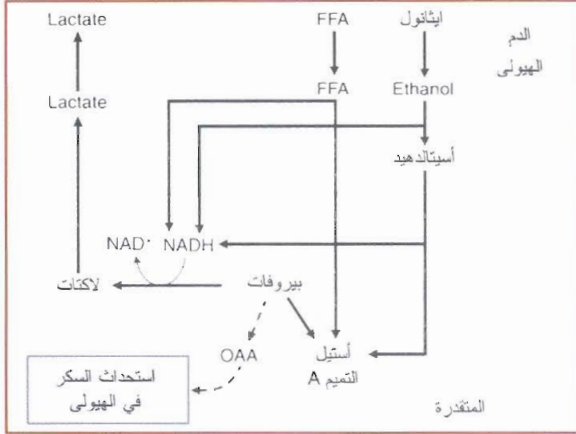 Lactate
FFA
ايثانول
الدم
الهيولى
FFA
Ethanol
Lactate
أسيتالدهيد
NAD⁺
NADH
لاكتات
بيروفات
OAA
أستيل
التميم A
استحداث السكر
في الهيولى
المتقدرة